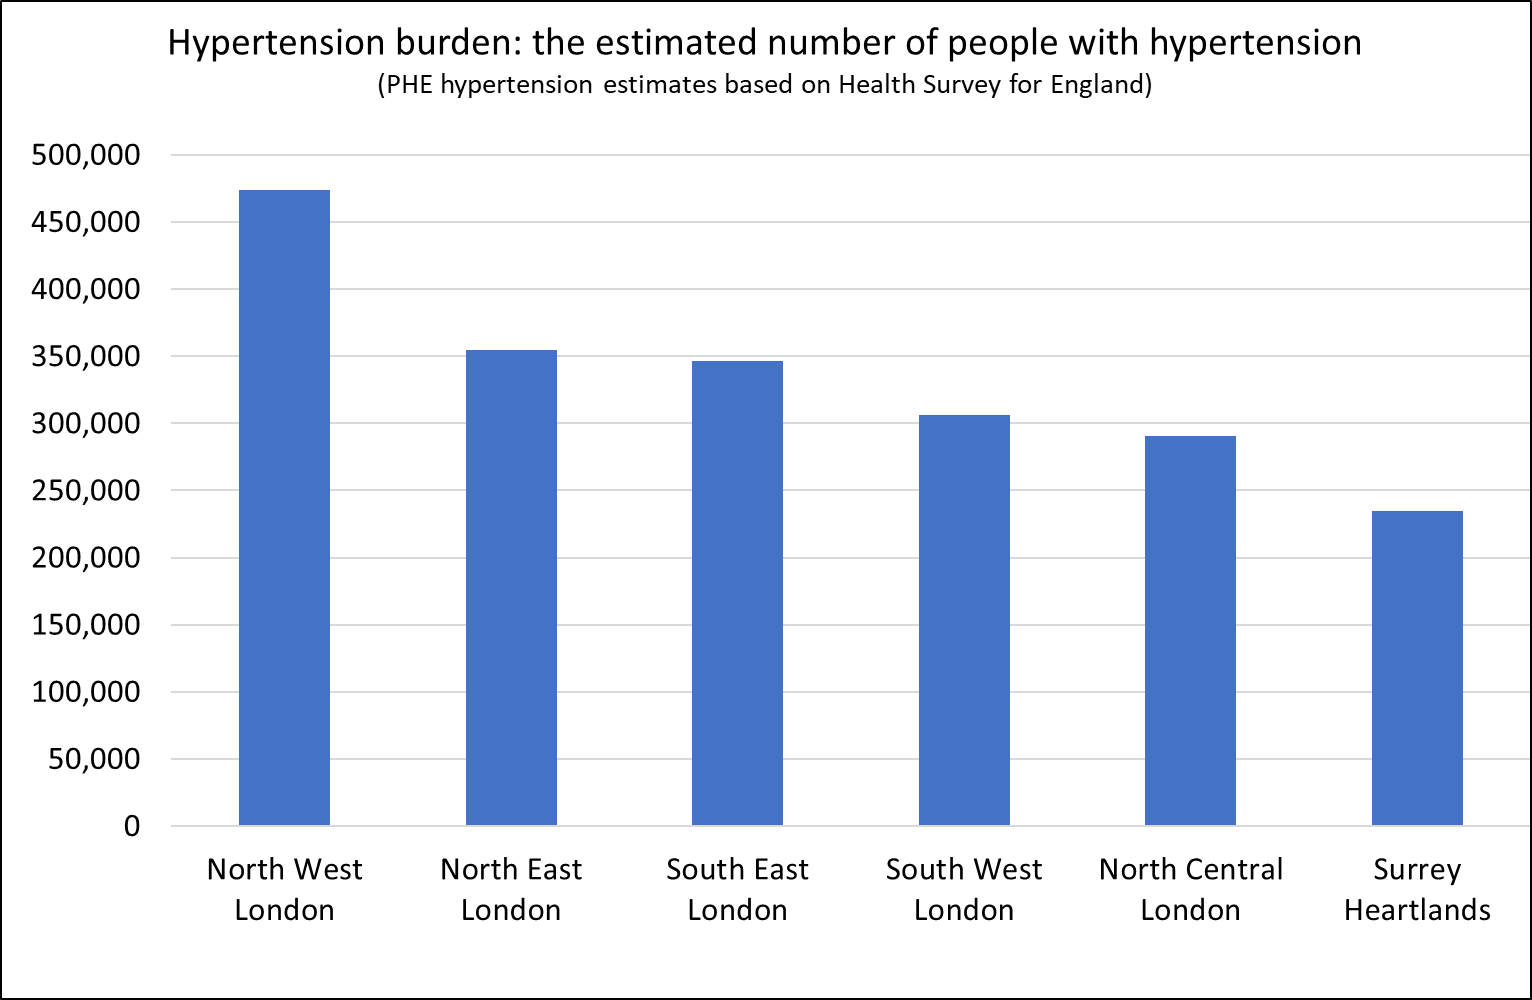 Hypertension burden: the estimated number of people with hypertension
(PHE hypertension estimates based on Health Survey for England)
500,000
450,000
400,000
350,000
300,000
250,000
200,000
150,000
100,000
50,000
0
North West
London
North East
London
South East
London
South West
London
North Central
London
Surrey
Heartlands